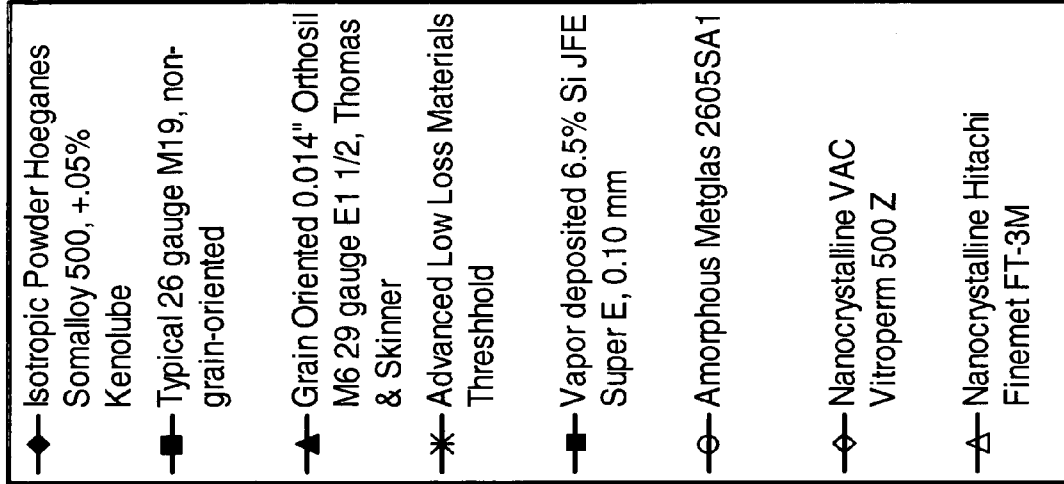 Isotropic Powder Hoeganes
Somalloy 500, +.05%
Kenolube
Typical 26 gauge M19, non-
grain-oriented
Grain Oriented 0.014" Orthosil
M6 29 gauge E1 1/2, Thomas
& Skinner
Advanced Low Loss Materials
Threshhold
Vapor deposited 6.5% Si JFE
Super E, 0.10 mm
Amorphous Metglas 2605SA1
Nanocrystalline VAC
Vitroperm 500 Z
Nanocrystalline Hitachi
Finemet FT-3M